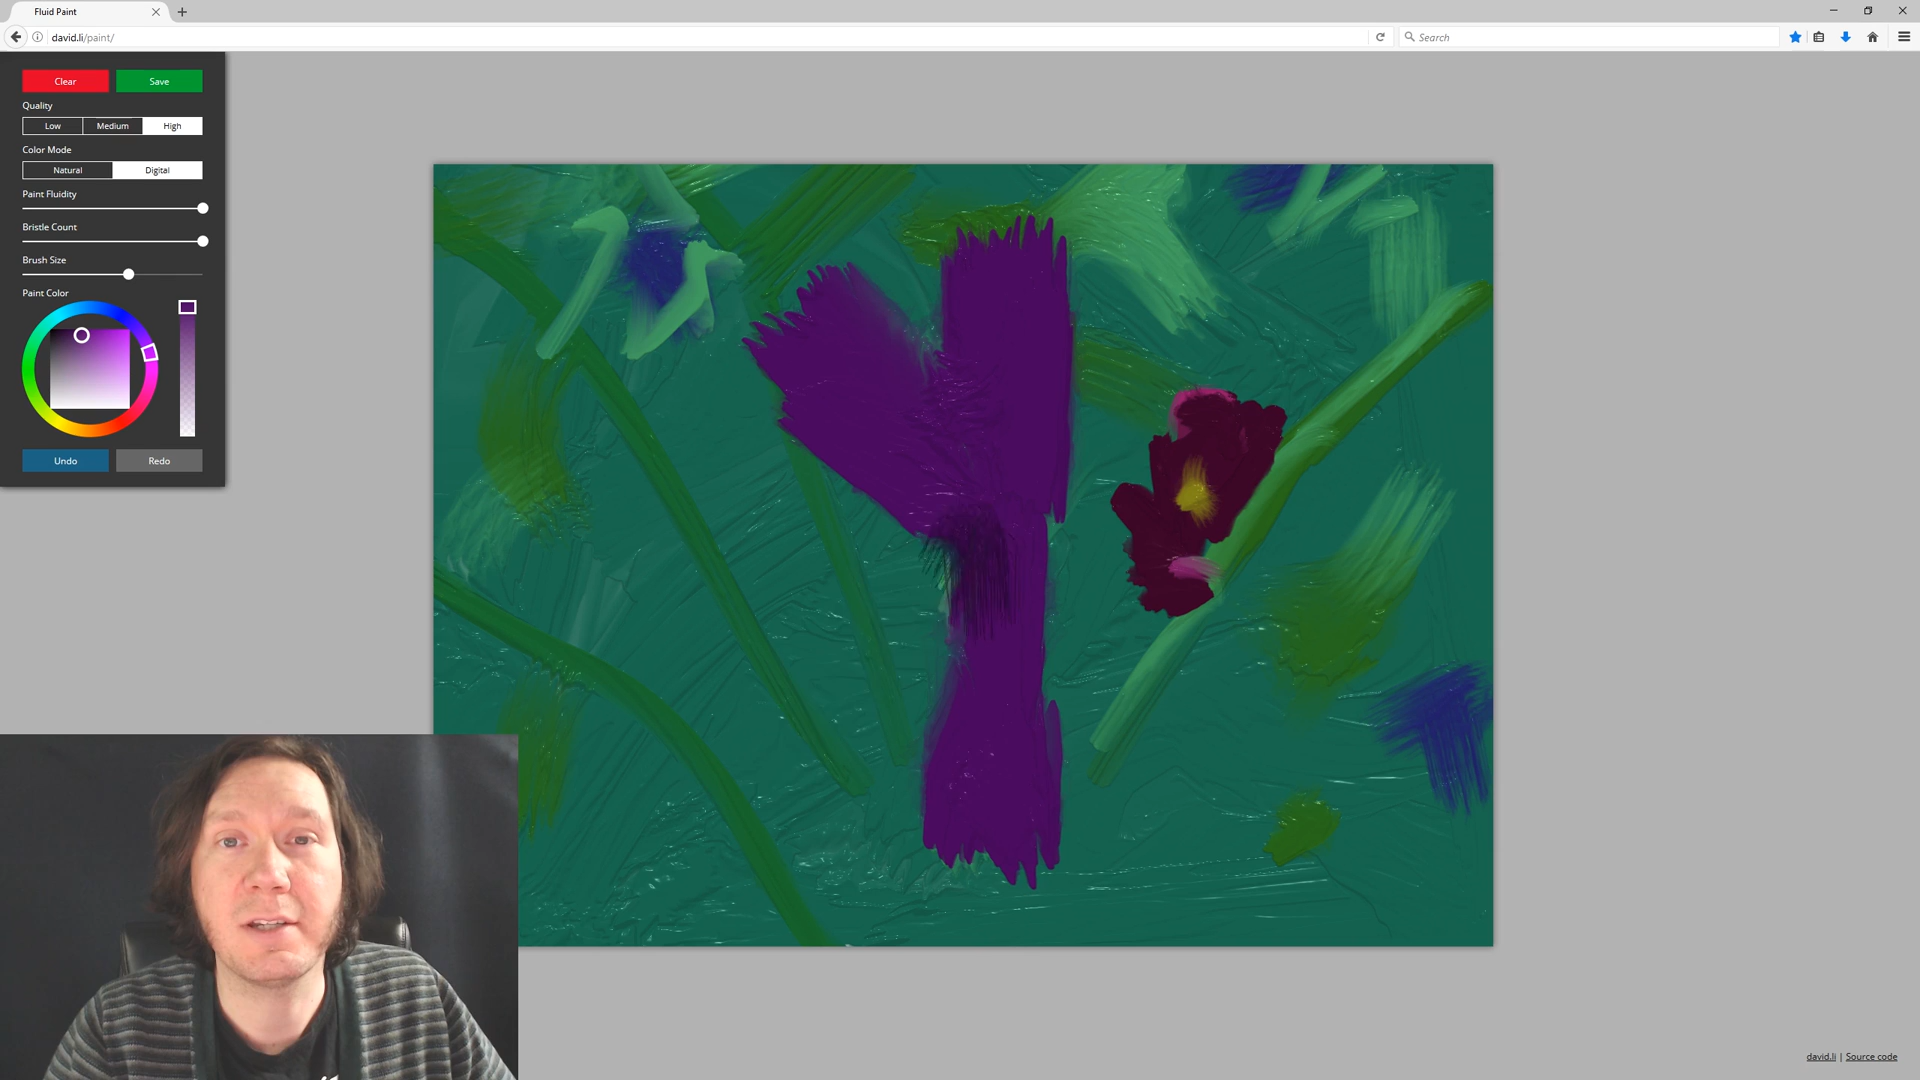 Fluid Paint
david.li/paint/
Search
Clear
Save
Quality
Low
Medium
High
Color Mode
Natural
Digital
Paint Fluidity
Bristle Count
Brush Size
Paint Color
Undo
Redo
david.li | Source code